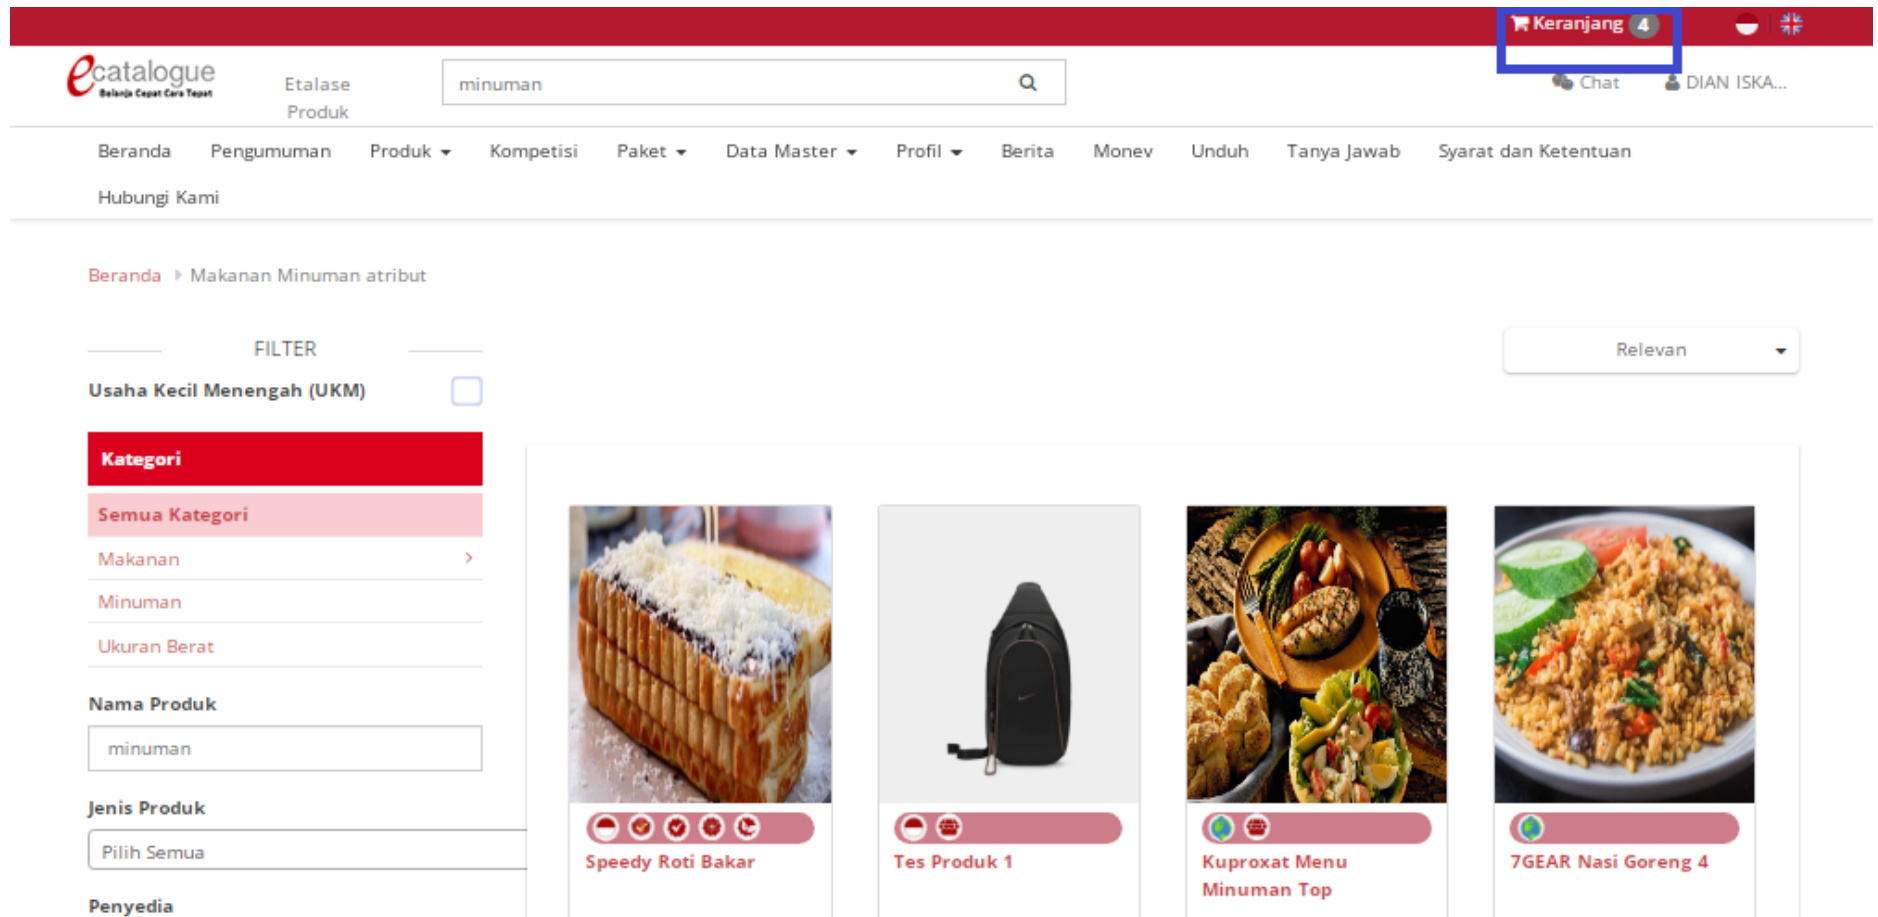 Keranjang 4
ecatalogue
Belanja Cepat Cara Tepat
Etalase
Produk
minuman
Chat
DIAN ISKA...
Beranda Pengumuman Produk Kompetisi Paket Data Master Profil Berita Monev Unduh Tanya Jawab Syarat dan Ketentuan
Hubungi Kami
Beranda Makanan Minuman atribut
FILTER
Relevan
Usaha Kecil Menengah (UKM)
Kategori
Semua Kategori
Makanan
Minuman
Ukuran Berat
Nama Produk
minuman
Jenis Produk
Pilih Semua
Penyedia
Speedy Roti Bakar
Tes Produk 1
Kuproxat Menu
Minuman Top
7GEAR Nasi Goreng 4